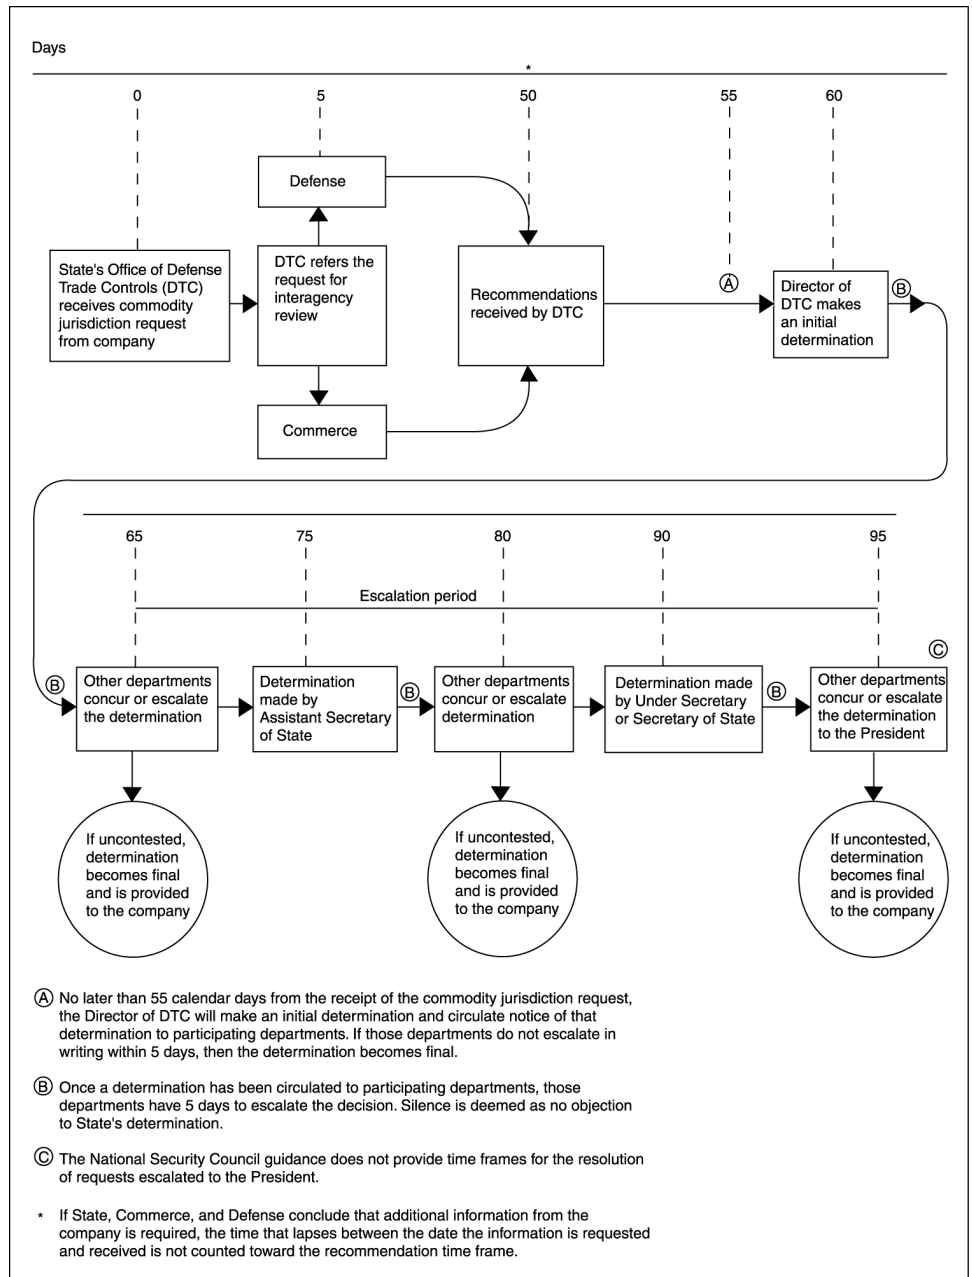 Days
*
0 5 50 55 60
Defense
State's Office of Defense
Trade Controls (DTC)
receives commodity
jurisdiction request
from company
DTC refers the
request for
interagency
review
Commerce
Recommendations
received by DTC
A
Director of
DTC makes
an initial
determination
B
65 75 80 90 95
Escalation period
B
Other departments
concur or escalate
the determination
Determination
made by
Assistant Secretary
of State
B
Other departments
concur or escalate
determination
Determination made
by Under Secretary
or Secretary of State
B
C
Other departments
concur or escalate
the determination
to the President
If uncontested,
determination
becomes final
and is provided
to the company
If uncontested,
determination
becomes final
and is provided
to the company
If uncontested,
determination
becomes final
and is provided
to the company
A No later than 55 calendar days from the receipt of the commodity jurisdiction request,
the Director of DTC will make an initial determination and circulate notice of that
determination to participating departments. If those departments do not escalate in
writing within 5 days, then the determination becomes final.
B Once a determination has been circulated to participating departments, those
departments have 5 days to escalate the decision. Silence is deemed as no objection
to State's determination.
C The National Security Council guidance does not provide time frames for the resolution
of requests escalated to the President.
* If State, Commerce, and Defense conclude that additional information from the
company is required, the time that lapses between the date the information is requested
and received is not counted toward the recommendation time frame.